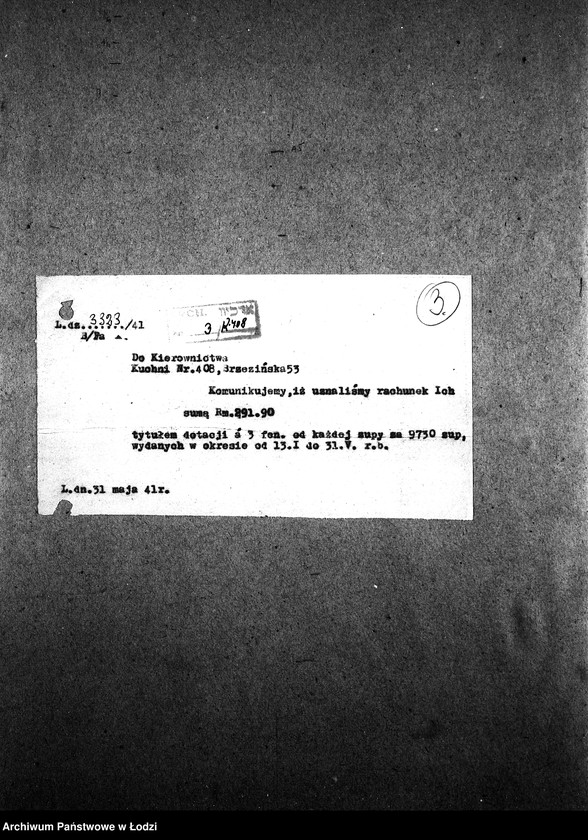 3.
L.dz. 3323/41
ARCH. ארכיון
3 / K 408
Do Kierownictwa
Kuchni Nr.408, Brzezińska 53
Komunikujemy, iż uznaliśmy rachunek Ich
sumą Rm.291.90
tytułem dotacji á 3 fen. od każdej zupy za 9730 zup,
wydanych w okresie od 13.I do 31.V. r.b.
L.dn.31 maja 41r.
Archiwum Państwowe w Łodzi